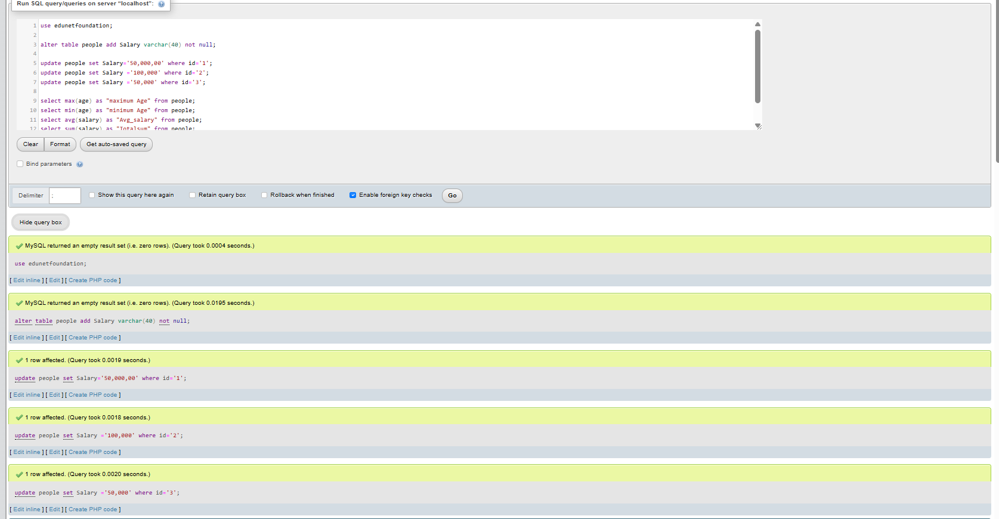 Run SQL query/queries on server “localhost”:
1 use edunetfoundation;
2
3 alter table people add Salary varchar(40) not null;
4
5 update people set Salary='50,000,00' where id='1';
6 update people set Salary ='100,000' where id='2';
7 update people set Salary ='50,000' where id='3';
8
9 select max(age) as "maximum Age" from people;
10 select min(age) as "minimum Age" from people;
11 select avg(salary) as "Avg_salary" from people;
12 select sum(salary) as "Totalsum" from people;
Clear Format Get auto-saved query
Bind parameters
Delimiter ; Show this query here again Retain query box Rollback when finished Enable foreign key checks Go
Hide query box
MySQL returned an empty result set (i.e. zero rows). (Query took 0.0004 seconds.)
use edunetfoundation;
[ Edit inline ] [ Edit ] [ Create PHP code ]
MySQL returned an empty result set (i.e. zero rows). (Query took 0.0195 seconds.)
alter table people add Salary varchar(40) not null;
[ Edit inline ] [ Edit ] [ Create PHP code ]
1 row affected. (Query took 0.0019 seconds.)
update people set Salary='50,000,00' where id='1';
[ Edit inline ] [ Edit ] [ Create PHP code ]
1 row affected. (Query took 0.0018 seconds.)
update people set Salary ='100,000' where id='2';
[ Edit inline ] [ Edit ] [ Create PHP code ]
1 row affected. (Query took 0.0020 seconds.)
update people set Salary ='50,000' where id='3';
[ Edit inline ] [ Edit ] [ Create PHP code ]